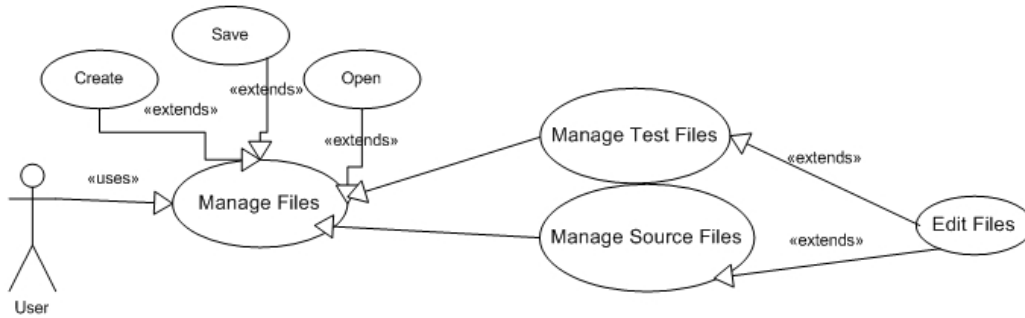 Save
Create
Open
«extends»
«extends»
«extends»
Manage Test Files
«extends»
«uses»
Manage Files
Manage Source Files
Edit Files
«extends»
User